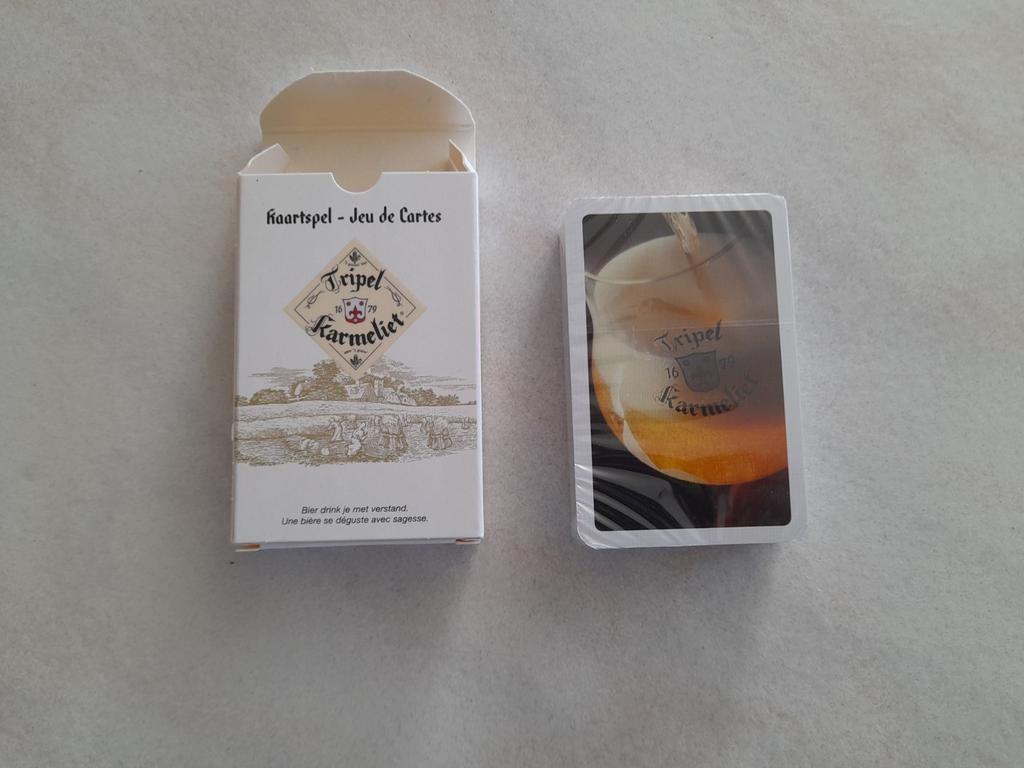 Kaartspel - Jeu de Cartes
Tripel
16 79
Karmeliet
Bier drink je met verstand.
Une bière se déguste avec sagesse.
Tripel
16 79
Karmeliet